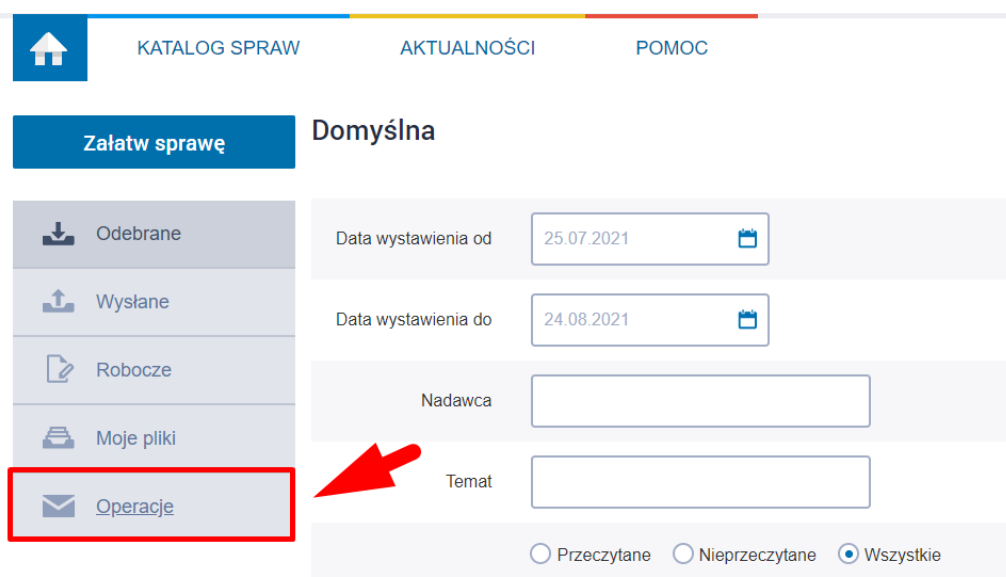 KATALOG SPRAW AKTUALNOŚCI POMOC
Załatw sprawę
Domyślna
Odebrane
Wysłane
Robocze
Moje pliki
Operacje
Data wystawienia od 25.07.2021
Data wystawienia do 24.08.2021
Nadawca
Temat
Przeczytane Nieprzeczytane Wszystkie